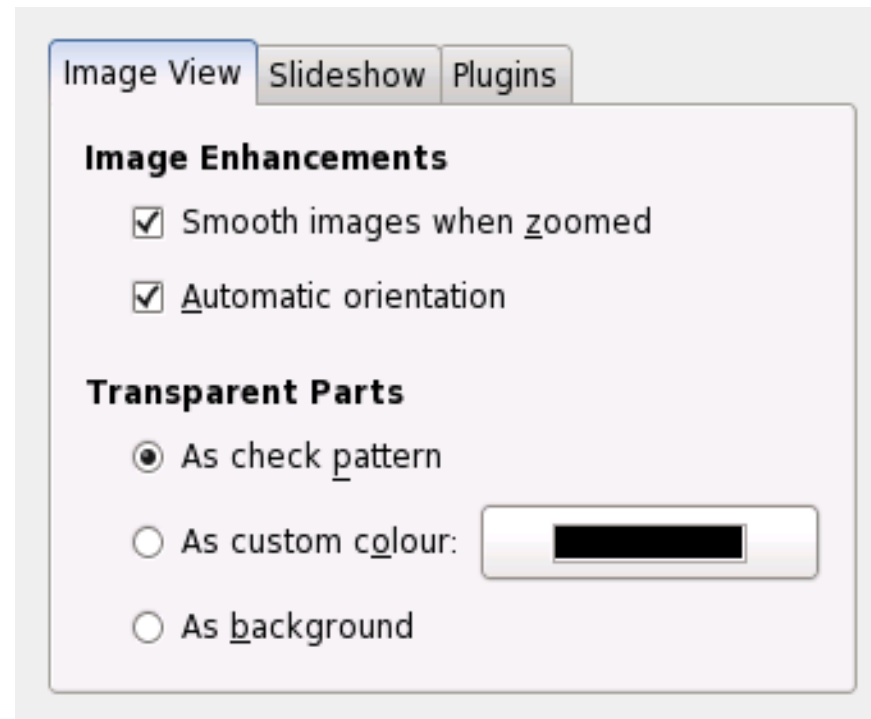 Image View Slideshow Plugins
Image Enhancements
Smooth images when zoomed
Automatic orientation
Transparent Parts
As check pattern
As custom colour:
As background